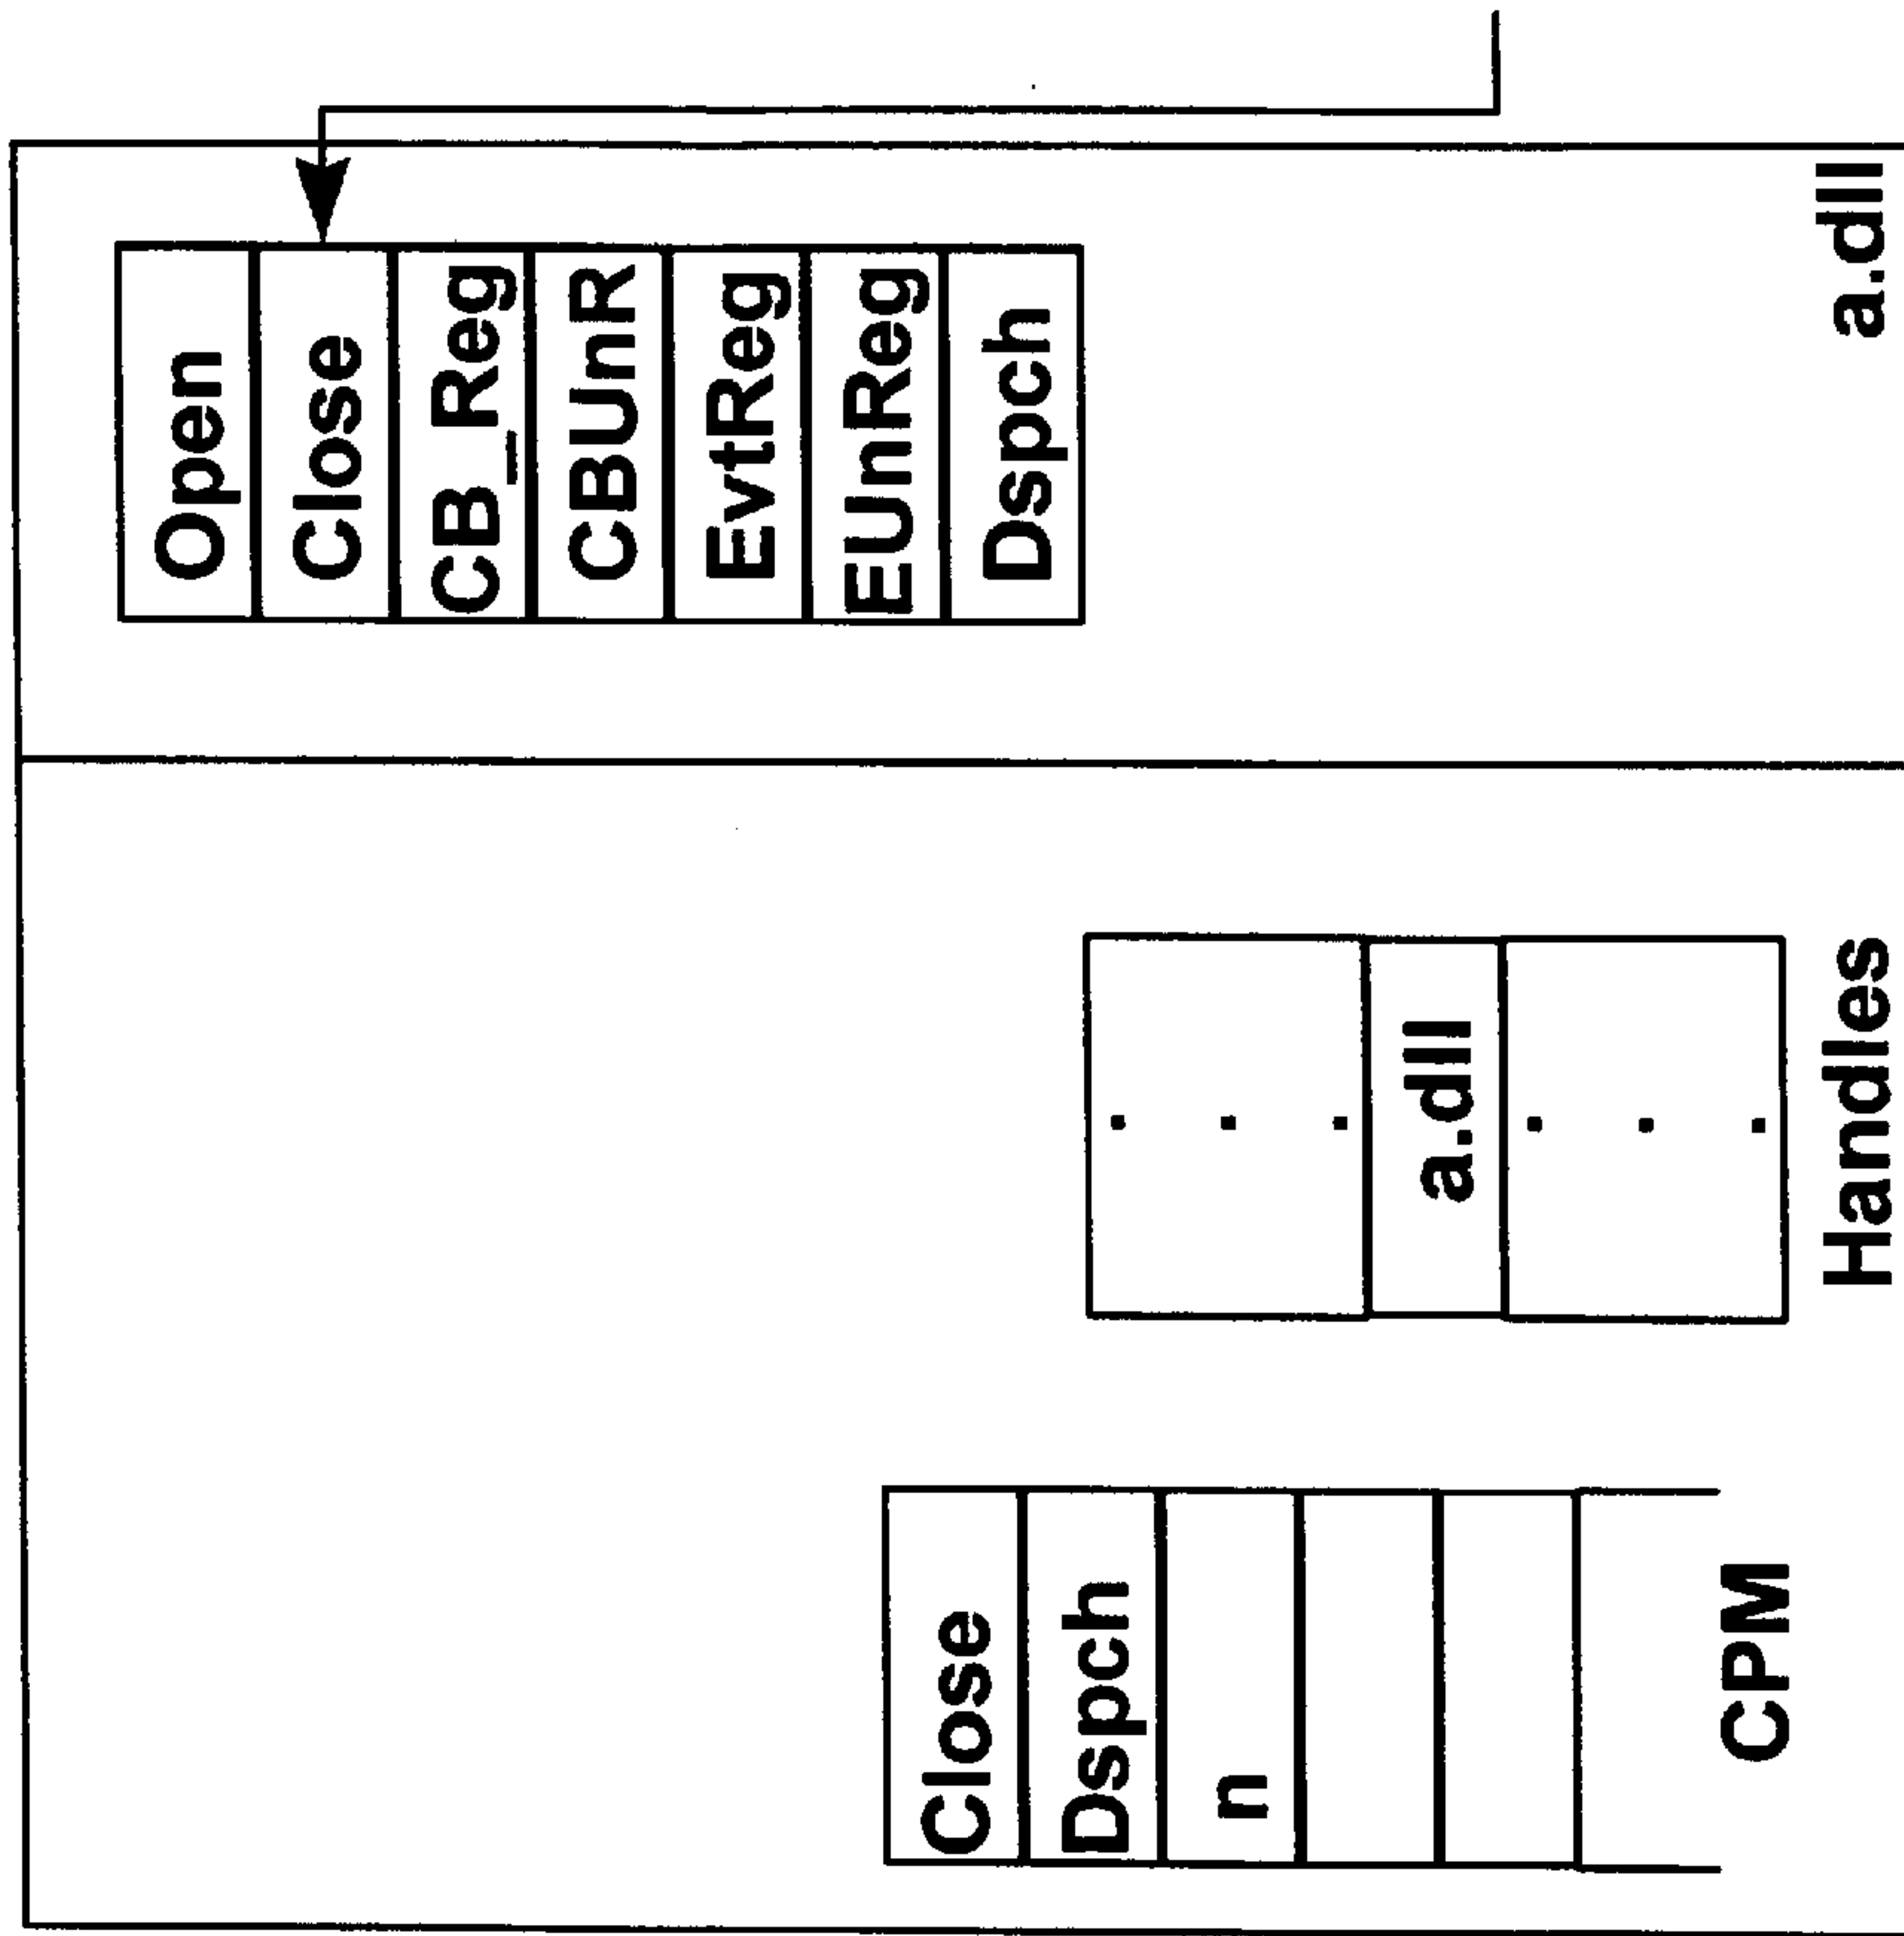 Close
Dspch
n
CPM
a.dll
Handles
Open
Close
CB_Reg
CBUnR
EvtReg
EUnReg
Dspch
a.dll